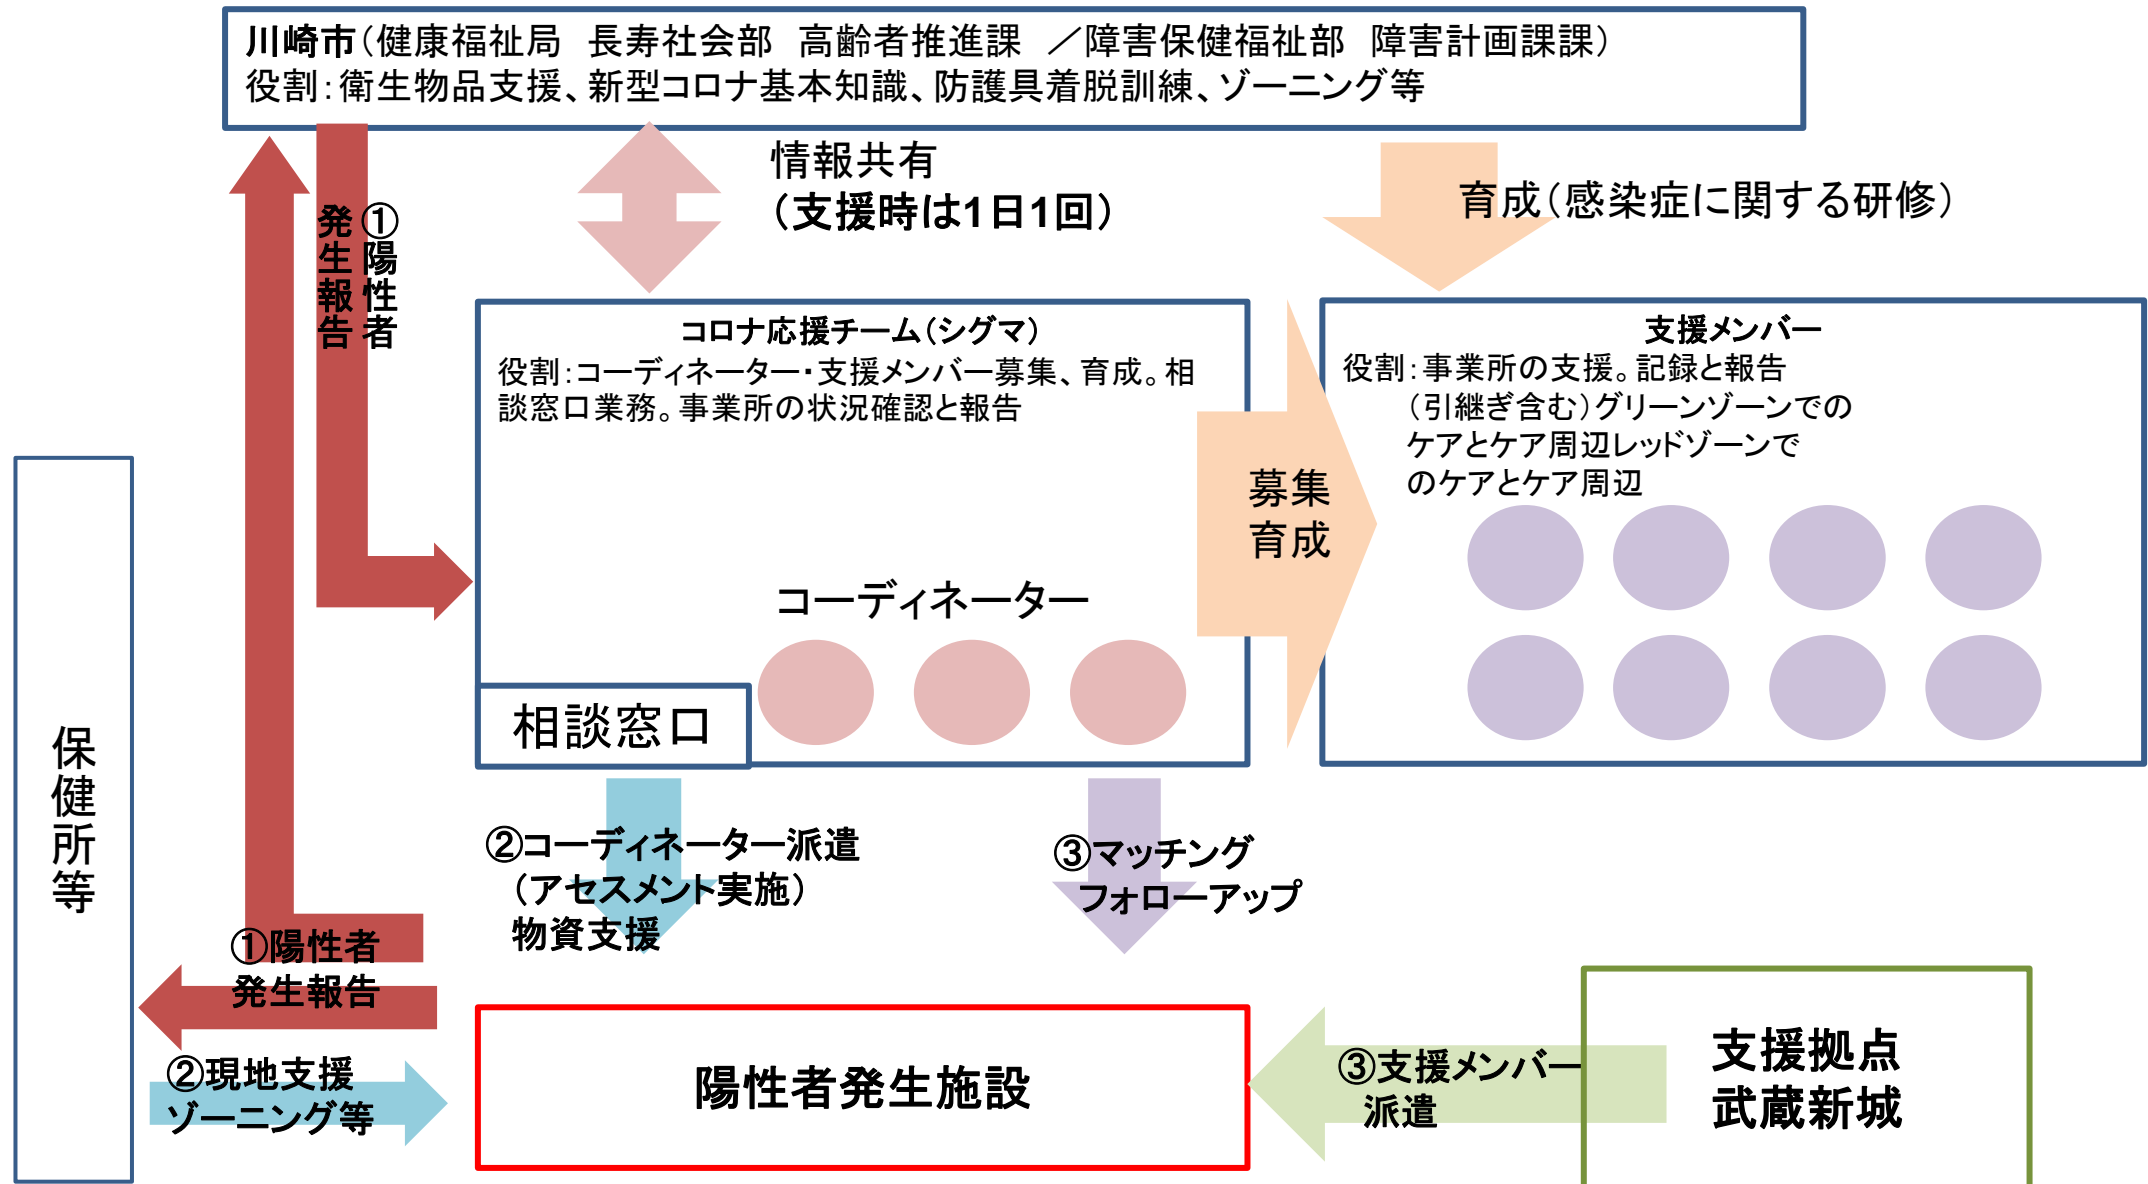 川崎市（健康福祉局　長寿社会部　高齢者推進課　／障害保健福祉部　障害計画課課）
役割：衛生物品支援、新型コロナ基本知識、防護具着脱訓練、ゾーニング等
情報共有
（支援時は1日1回）
育成（感染症に関する研修）
①陽性者
発生報告
コロナ応援チーム（シグマ）
役割：コーディネーター・支援メンバー募集、育成。相
談窓口業務。事業所の状況確認と報告
コーディネーター
相談窓口
募集
育成
支援メンバー
役割：事業所の支援。記録と報告
（引継ぎ含む）グリーンゾーンでの
ケアとケア周辺レッドゾーンで
のケアとケア周辺
保健所等
②コーディネーター派遣
（アセスメント実施）
物資支援
③マッチング
フォローアップ
①陽性者
発生報告
②現地支援
ゾーニング等
陽性者発生施設
③支援メンバー
派遣
支援拠点
武蔵新城